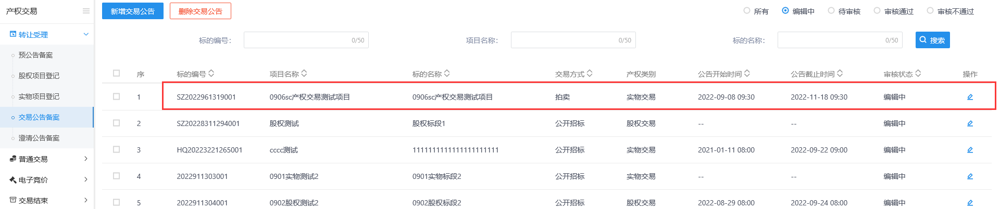 产权交易
转让受理
预公告备案
股权项目登记
实物项目登记
交易公告备案
澄清公告备案
普通交易
电子竞价
交易结束
新增交易公告 删除交易公告 所有 编辑中 待审核 审核通过 审核不通过
标的编号： 0/50 项目名称： 0/50 标的名称： 0/50 搜索
序 标的编号 项目名称 标的名称 交易方式 产权类别 公告开始时间 公告截止时间 审核状态 操作
1 SZ2022961319001 0906sc产权交易测试项目 0906sc产权交易测试项目 拍卖 实物交易 2022-09-08 09:30 2022-11-18 09:30 编辑中
2 SZ20228311294001 股权测试 股权标段1 公开招标 股权交易 -- -- 编辑中
3 HQ20223221265001 cccc测试 1111111111111111111111 公开招标 实物交易 2021-01-11 08:00 2022-09-22 09:00 编辑中
4 2022911303001 0901实物测试2 0901实物标段2 公开招标 实物交易 -- -- 编辑中
5 2022911304001 0902股权测试2 0902股权标段2 公开招标 股权交易 2022-08-29 08:00 2022-09-24 08:00 编辑中